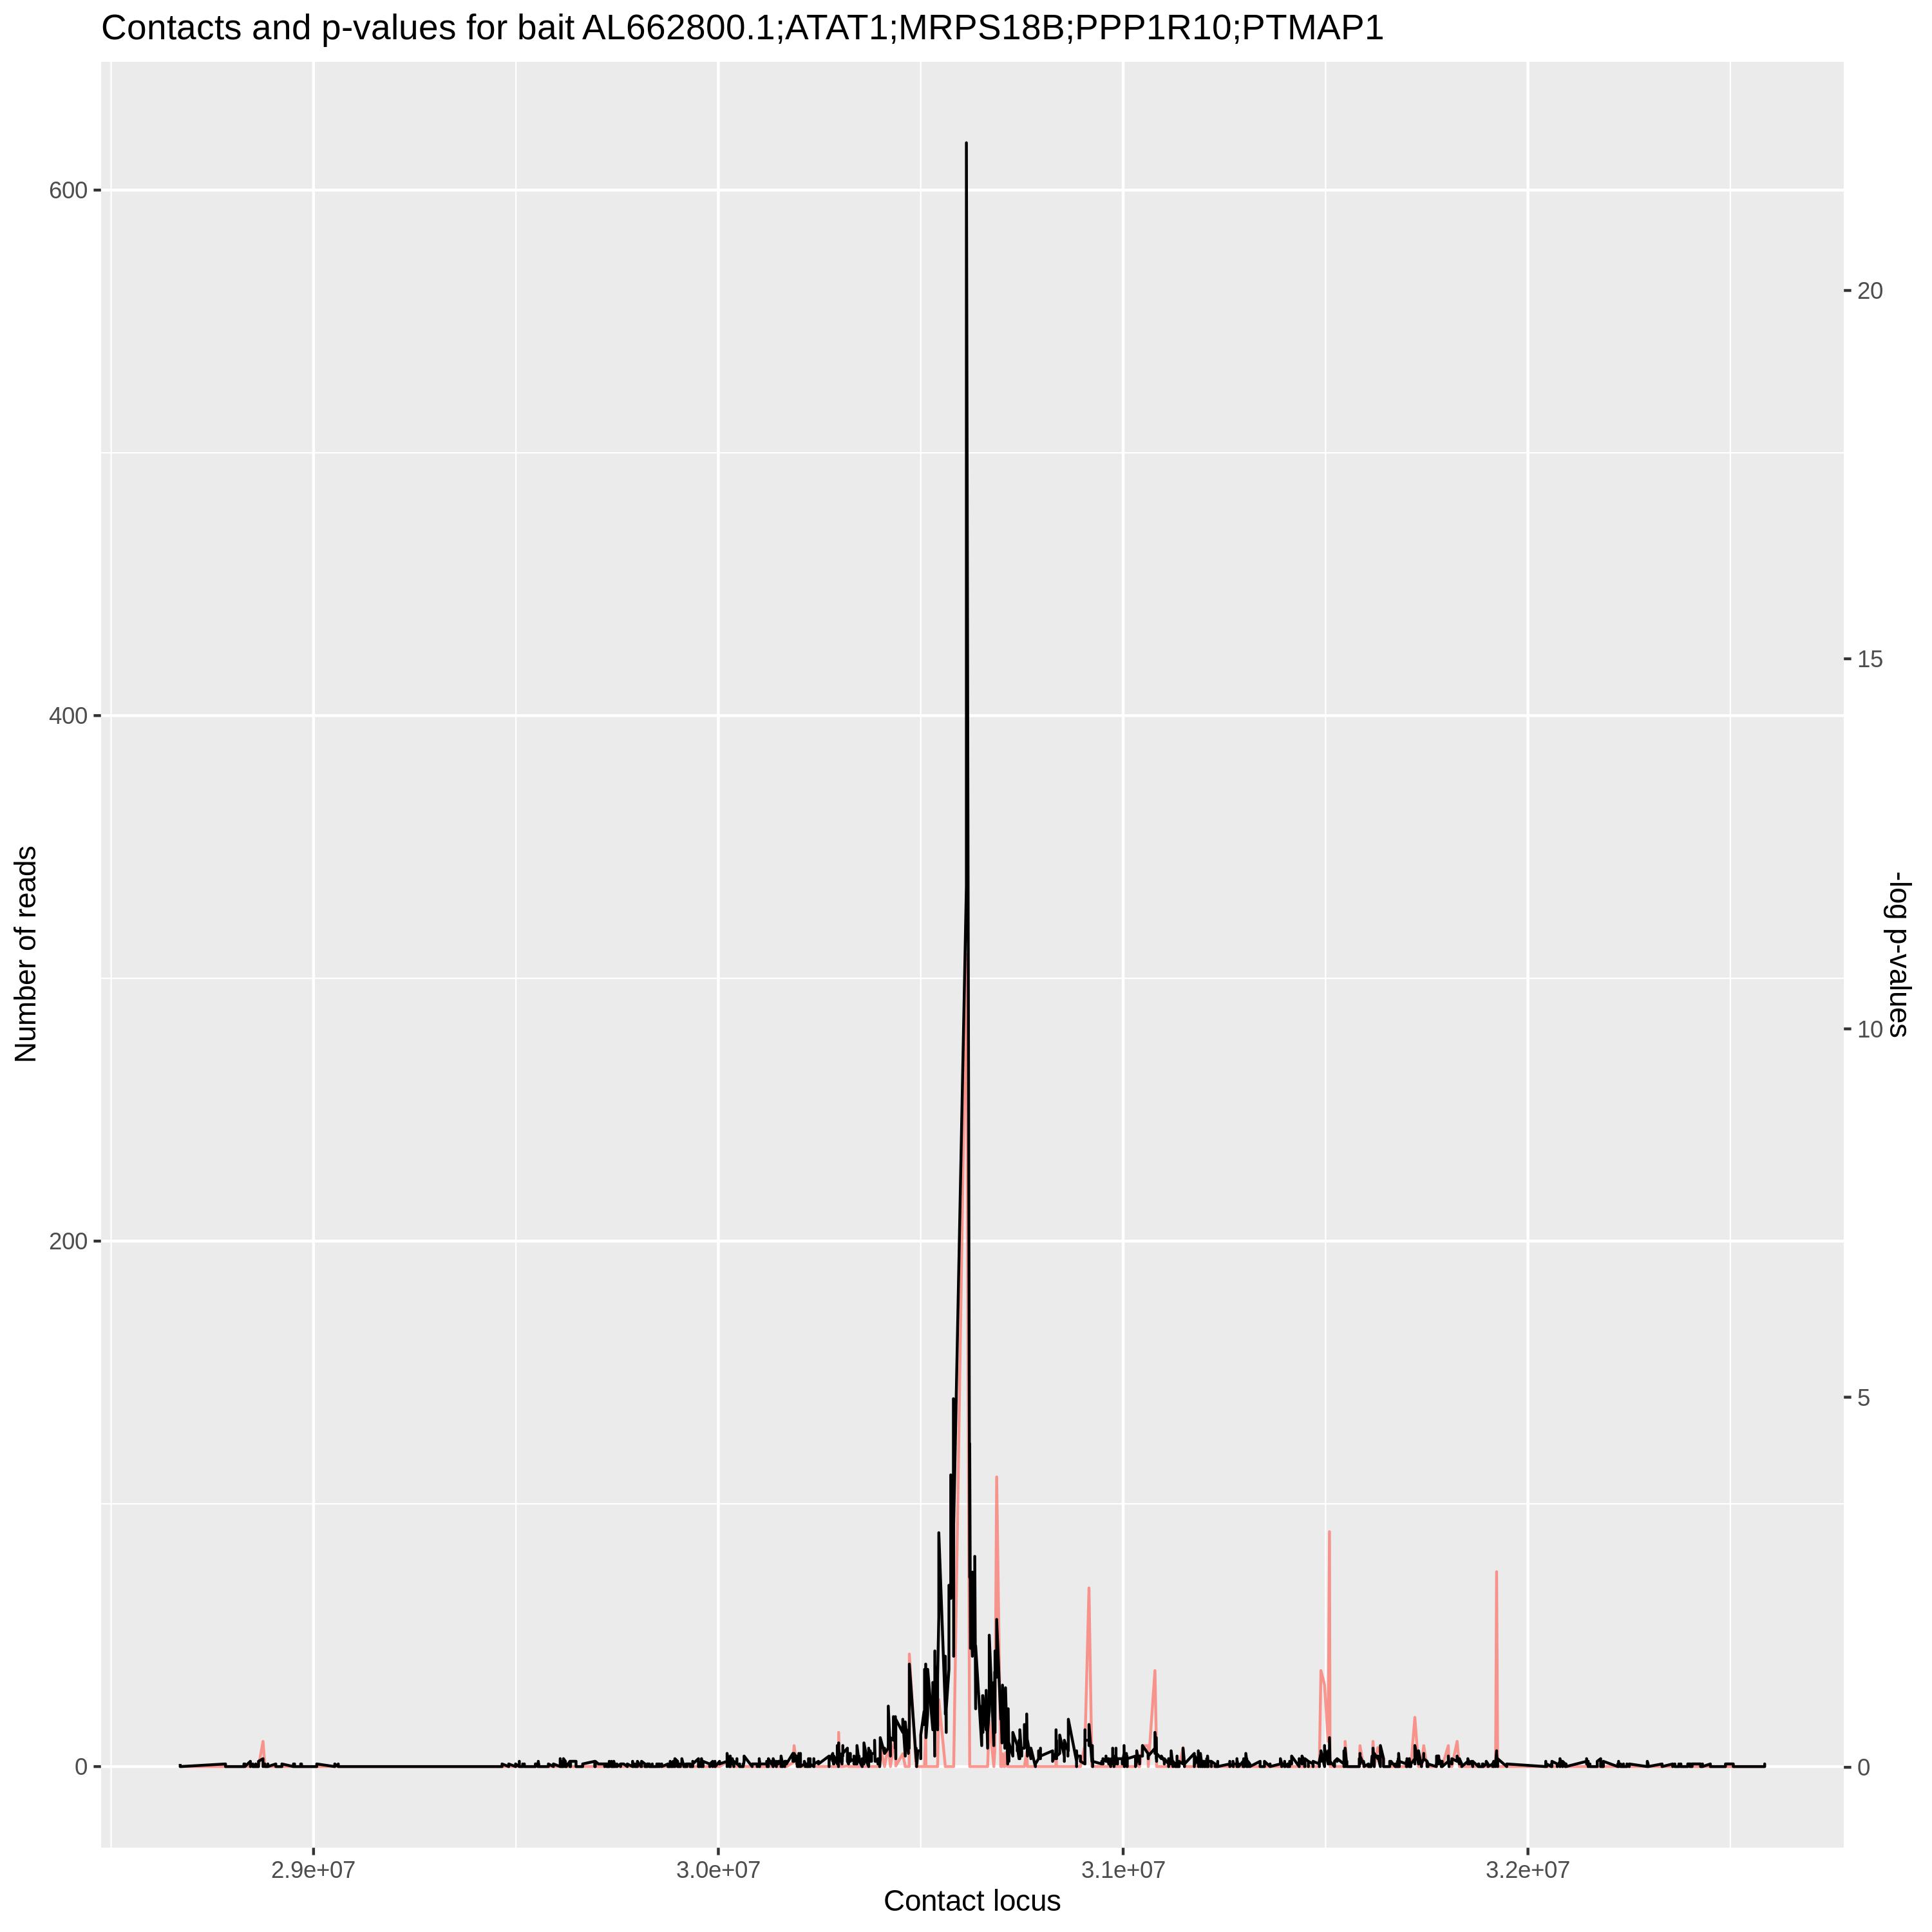 Contacts and p-values for bait AL662800.1;ATAT1;MRPS18B;PPP1R10;PTMAP1
600
400
200
0
Number of reads
20
15
10
5
0
-log p-values
2.9e+07
3.0e+07
3.1e+07
3.2e+07
Contact locus